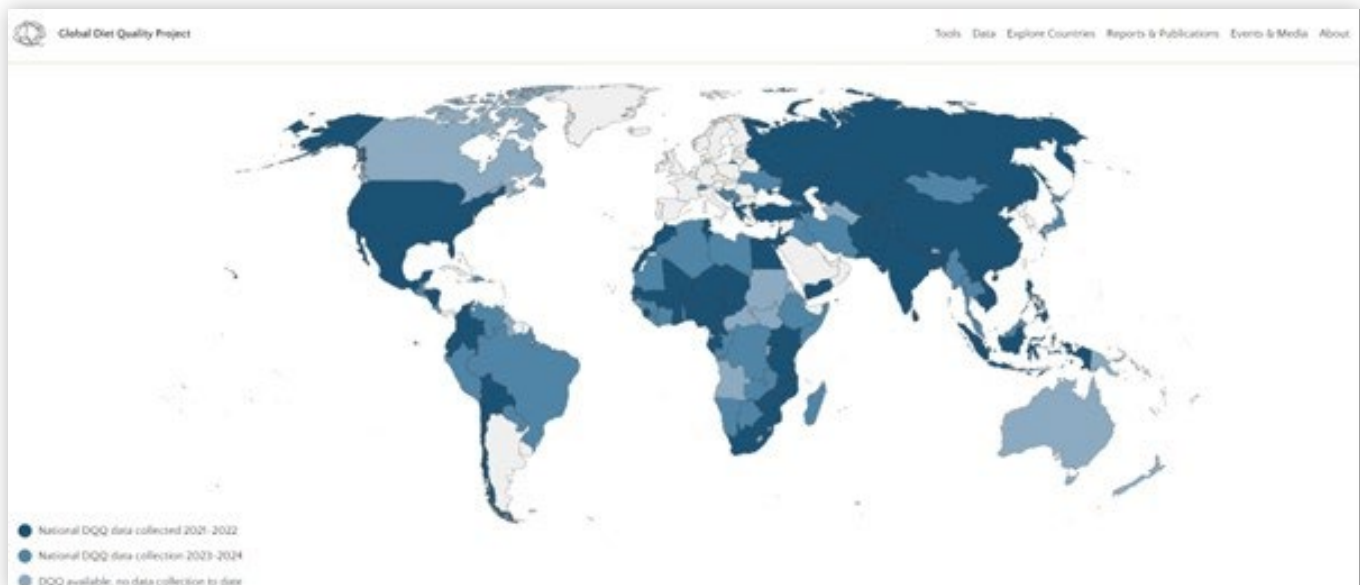 Global Diet Quality Project
Tools Data Explore Countries Reports & Publications Events & Media About
National DQQ data collected 2021-2022
National DQQ data collection 2023-2024
DQQ available, no data collection to date